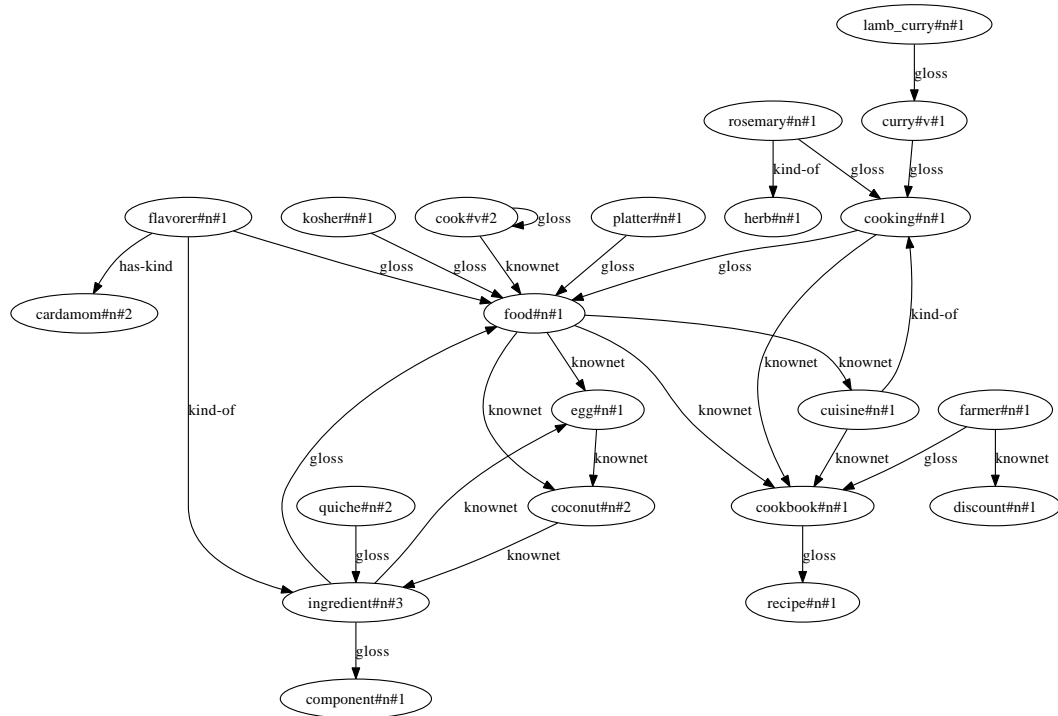 lamb_curry#n#1
gloss
rosemary#n#1
curry#v#1
kind-of
gloss
gloss
flavorer#n#1
kosher#n#1
cook#v#2
gloss
platter#n#1
herb#n#1
cooking#n#1
has-kind
gloss
gloss
knownet
gloss
gloss
cardamom#n#2
food#n#1
kind-of
knownet
knownet
knownet
kind-of
knownet
knownet
egg#n#1
cuisine#n#1
farmer#n#1
gloss
knownet
knownet
knownet
gloss
knownet
quiche#n#2
coconut#n#2
cookbook#n#1
discount#n#1
gloss
knownet
gloss
ingredient#n#3
recipe#n#1
gloss
component#n#1